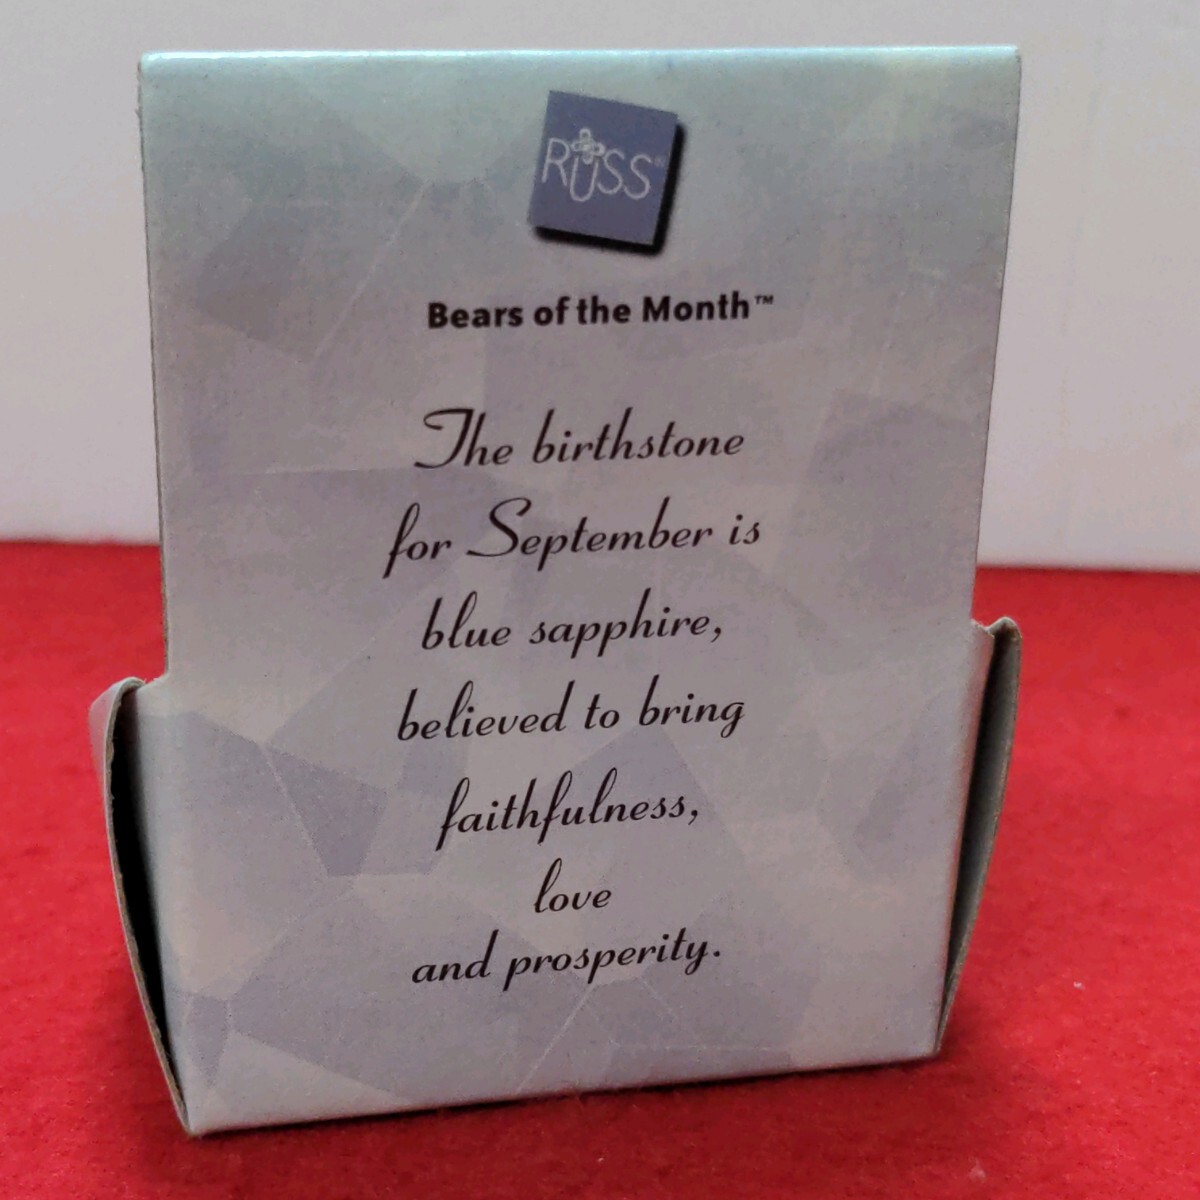 RUSS®
Bears of the Month™
The birthstone
for September is
blue sapphire,
believed to bring
faithfulness,
love
and prosperity.